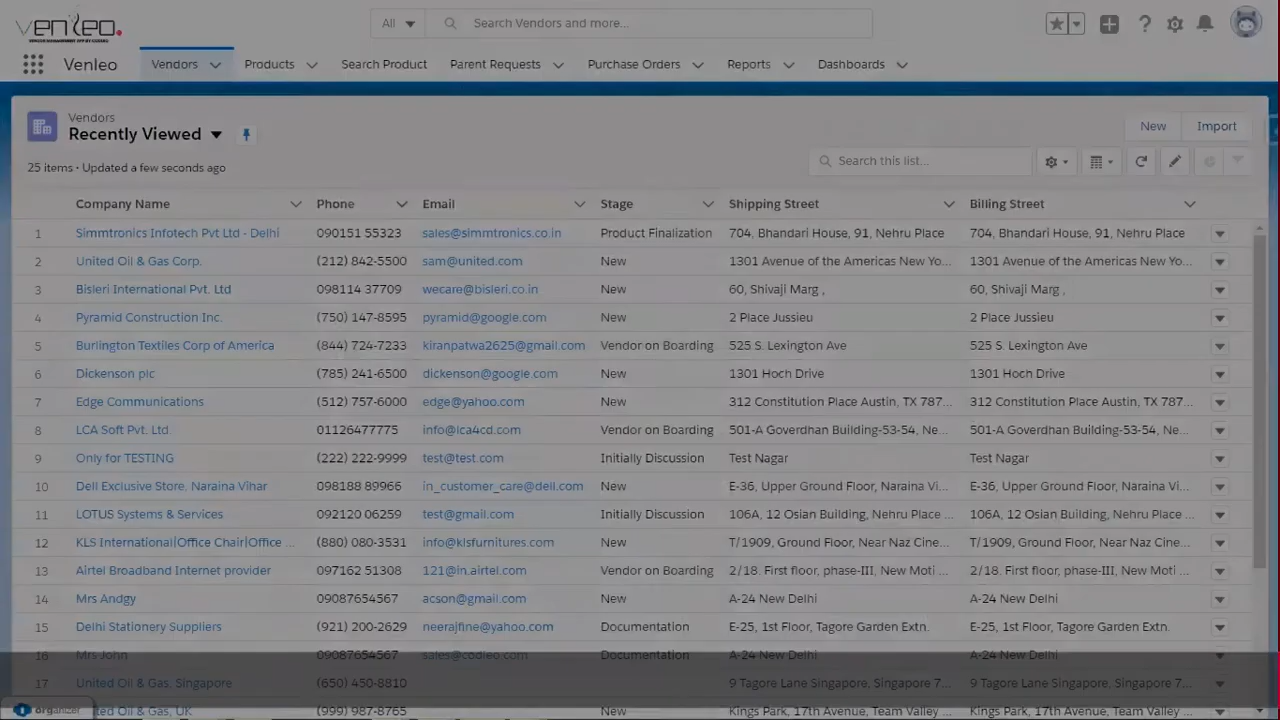 venleo.
VENDOR MANAGEMENT APP BY CODLEO
All Search Vendors and more...
Venleo Vendors Products Search Product Parent Requests Purchase Orders Reports Dashboards
Vendors
Recently Viewed
New Import
25 items • Updated a few seconds ago
Search this list...
Company Name Phone Email Stage Shipping Street Billing Street
1 Simmtronics Infotech Pvt Ltd - Delhi 090151 55323 sales@simmtronics.co.in Product Finalization 704, Bhandari House, 91, Nehru Place 704, Bhandari House, 91, Nehru Place
2 United Oil & Gas Corp. (212) 842-5500 sam@united.com New 1301 Avenue of the Americas New Yo... 1301 Avenue of the Americas New Yo...
3 Bisleri International Pvt. Ltd 098114 37709 wecare@bisleri.co.in New 60, Shivaji Marg , 60, Shivaji Marg ,
4 Pyramid Construction Inc. (750) 147-8595 pyramid@google.com New 2 Place Jussieu 2 Place Jussieu
5 Burlington Textiles Corp of America (844) 724-7233 kiranpatwa2625@gmail.com Vendor on Boarding 525 S. Lexington Ave 525 S. Lexington Ave
6 Dickenson plc (785) 241-6500 dickenson@google.com New 1301 Hoch Drive 1301 Hoch Drive
7 Edge Communications (512) 757-6000 edge@yahoo.com New 312 Constitution Place Austin, TX 787... 312 Constitution Place Austin, TX 787...
8 LCA Soft Pvt. Ltd. 01126477775 info@lca4cd.com Vendor on Boarding 501-A Goverdhan Building-53-54, Ne... 501-A Goverdhan Building-53-54, Ne...
9 Only for TESTING (222) 222-9999 test@test.com Initially Discussion Test Nagar Test Nagar
10 Dell Exclusive Store, Naraina Vihar 098188 89966 in_customer_care@dell.com New E-36, Upper Ground Floor, Naraina Vi... E-36, Upper Ground Floor, Naraina Vi...
11 LOTUS Systems & Services 092120 06259 test@gmail.com Initially Discussion 106A, 12 Osian Building, Nehru Place ... 106A, 12 Osian Building, Nehru Place ...
12 KLS International|Office Chair|Office ... (880) 080-3531 info@klsfurnitures.com New T/1909, Ground Floor, Near Naz Cine... T/1909, Ground Floor, Near Naz Cine...
13 Airtel Broadband Internet provider 097162 51308 121@in.airtel.com Vendor on Boarding 2/18. First floor, phase-III, New Moti ... 2/18. First floor, phase-III, New Moti ...
14 Mrs Andgy 09087654567 acson@gmail.com New A-24 New Delhi A-24 New Delhi
15 Delhi Stationery Suppliers (921) 200-2629 neerajfine@yahoo.com Documentation E-25, 1st Floor, Tagore Garden Extn. E-25, 1st Floor, Tagore Garden Extn.
16 Mrs John 09087654567 sales@codleo.com Documentation A-24 New Delhi A-24 New Delhi
17 United Oil & Gas, Singapore (650) 450-8810 9 Tagore Lane Singapore, Singapore 7... 9 Tagore Lane Singapore, Singapore 7...
Oil & Gas, UK (999) 987-8765 New Kings Park, 17th Avenue, Team Valley ... Kings Park, 17th Avenue, Team Valley ...
organizer